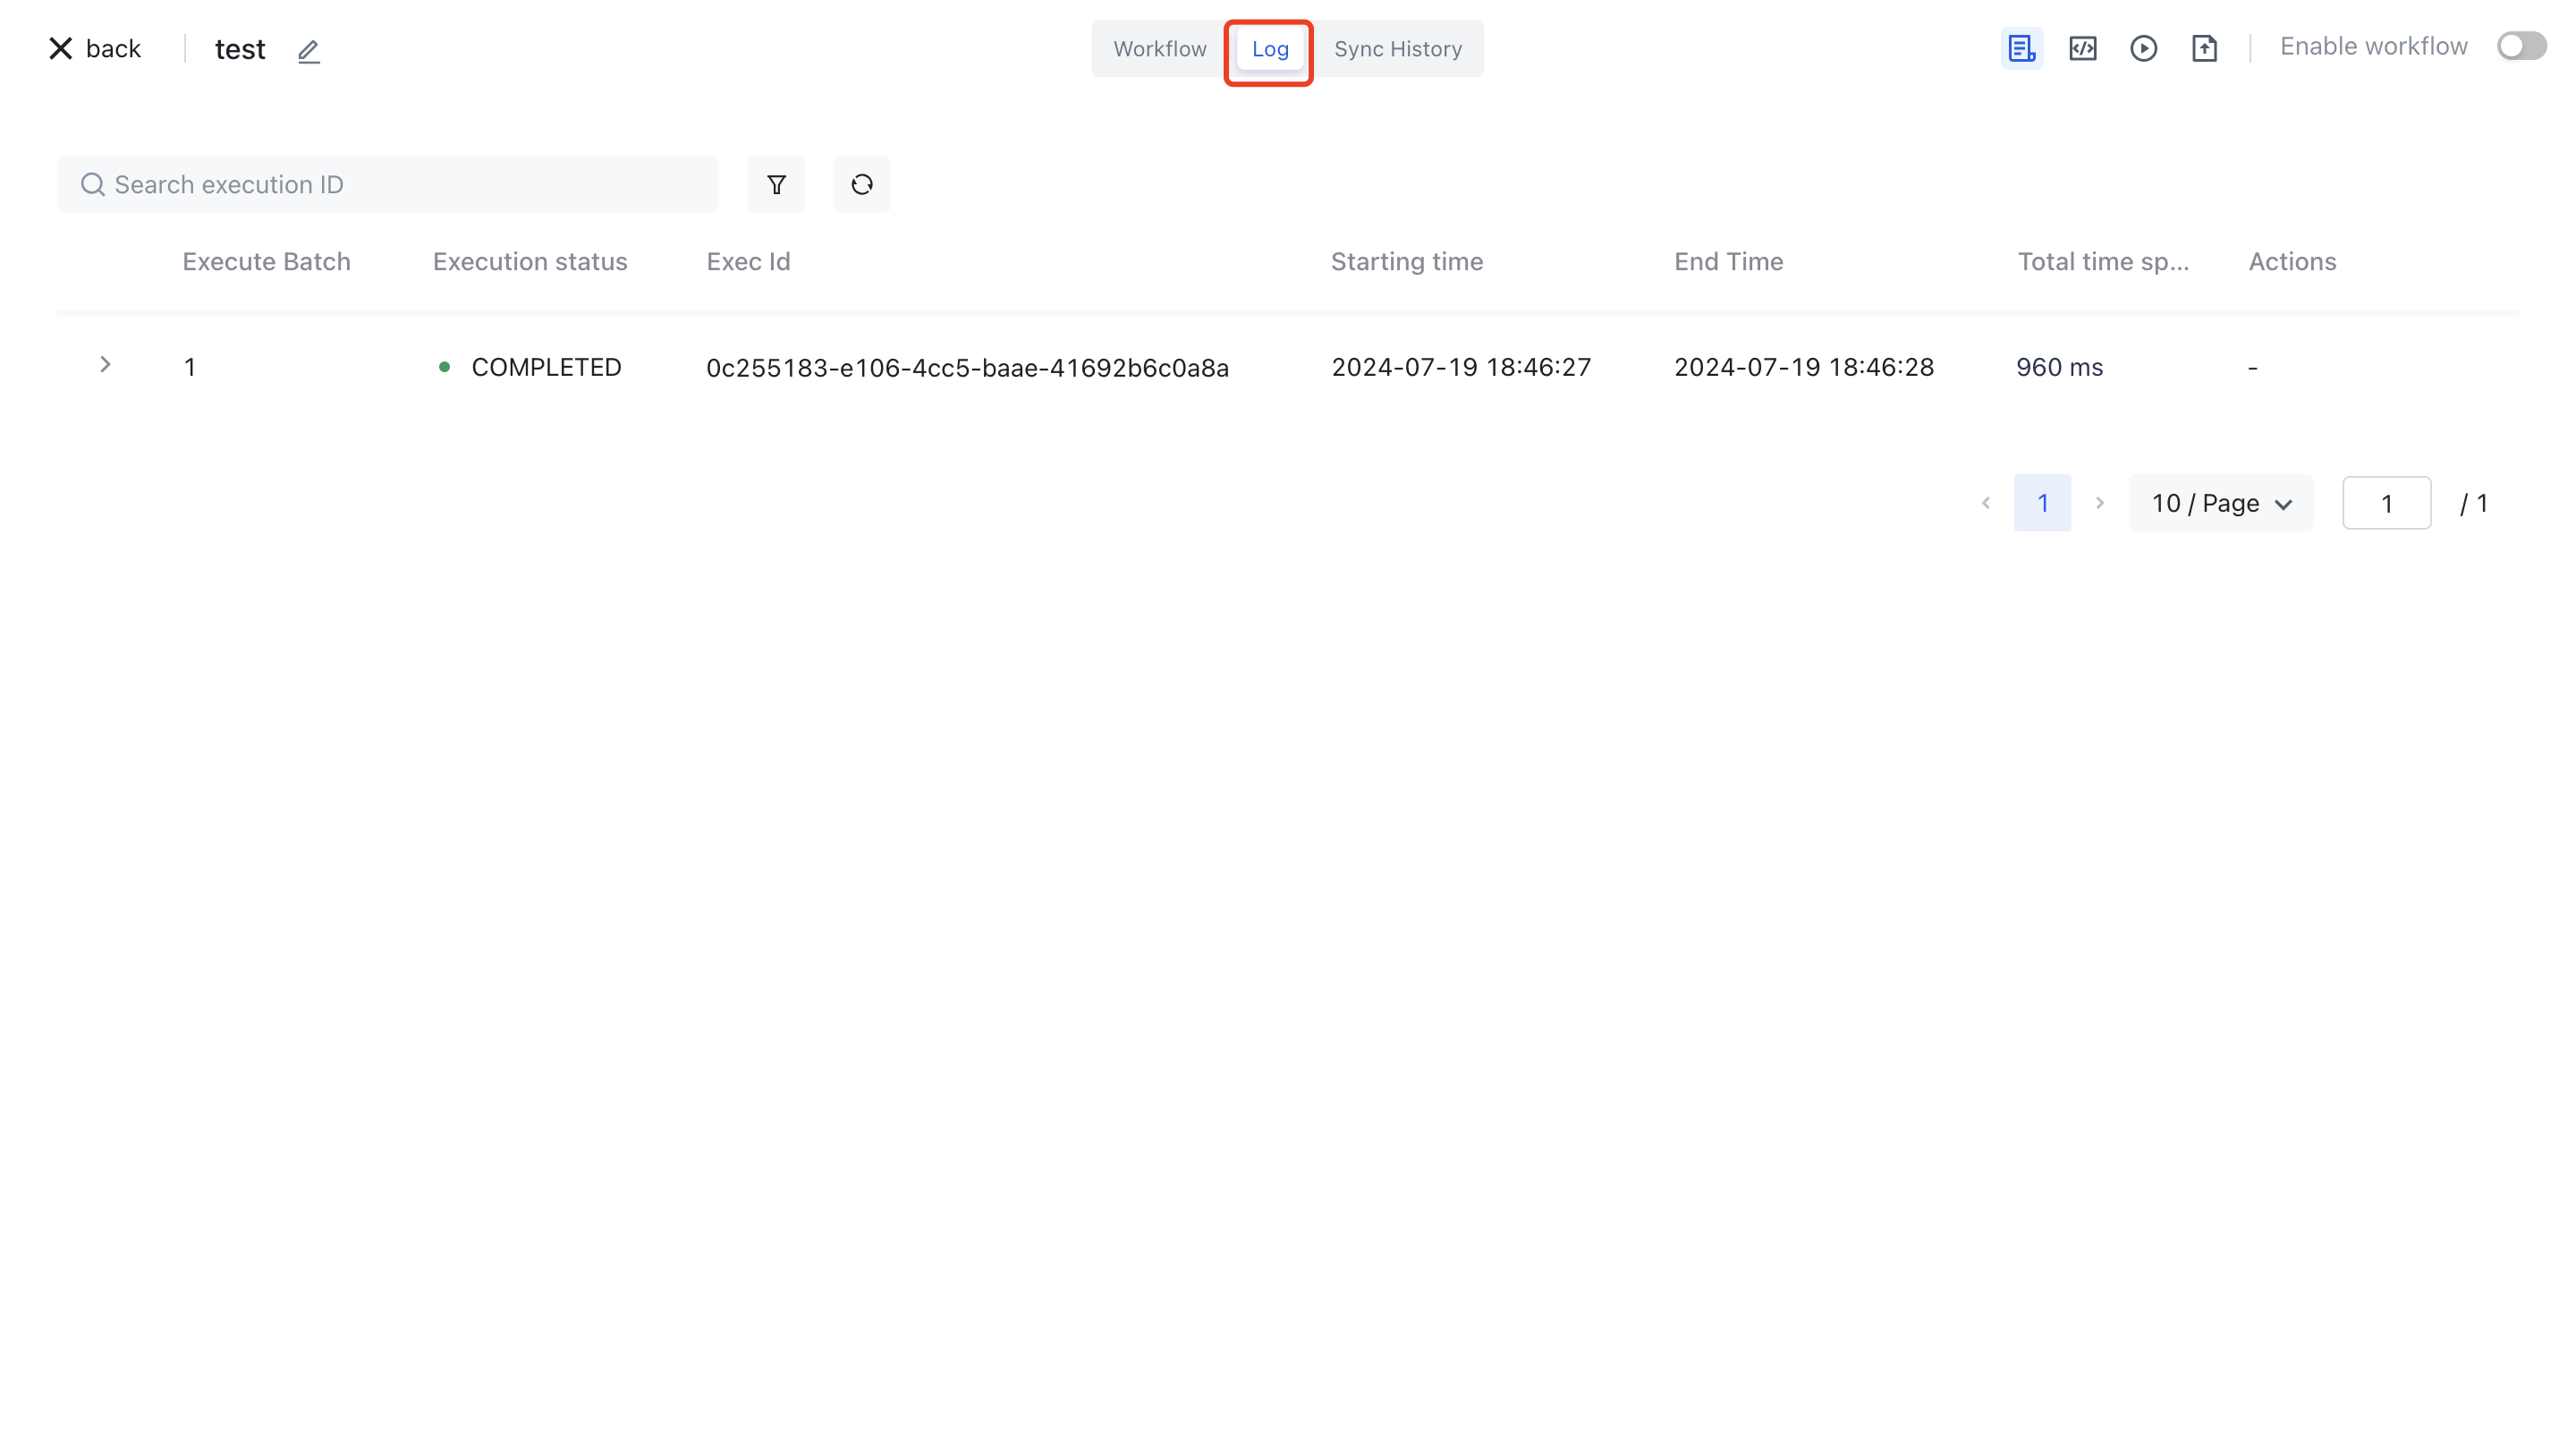 back test Workflow Log Sync History Enable workflow
Search execution ID
Execute Batch Execution status Exec Id Starting time End Time Total time sp... Actions
1 COMPLETED 0c255183-e106-4cc5-baae-41692b6c0a8a 2024-07-19 18:46:27 2024-07-19 18:46:28 960 ms -
1 10 / Page 1 / 1